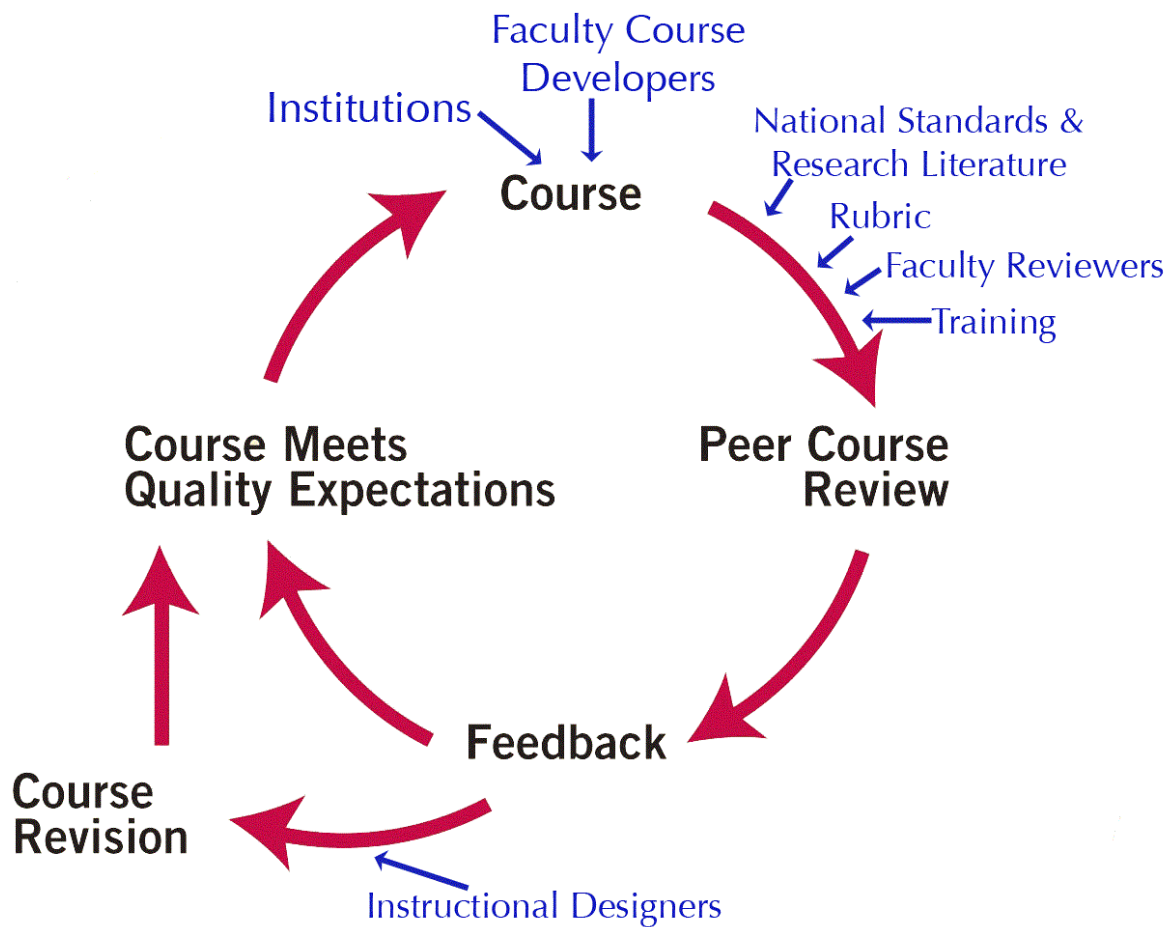 Faculty Course
Developers
Institutions
National Standards &
Research Literature
Course
Rubric
Faculty Reviewers
Training
Course Meets
Quality Expectations
Peer Course
Review
Feedback
Course
Revision
Instructional Designers